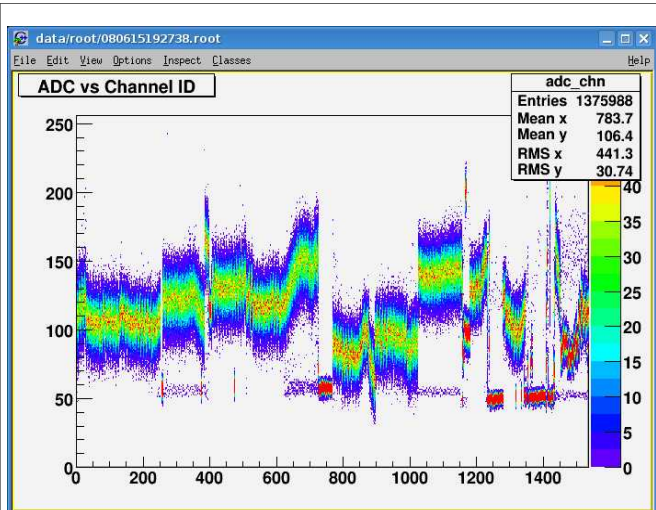 data/root/080615192738.root
File Edit View Options Inspect Classes Help
ADC vs Channel ID
adc_chn
Entries 1375988
Mean x 783.7
Mean y 106.4
RMS x 441.3
RMS y 30.74
250
200
150
100
50
0
0 200 400 600 800 1000 1200 1400
40
35
30
25
20
15
10
5
0